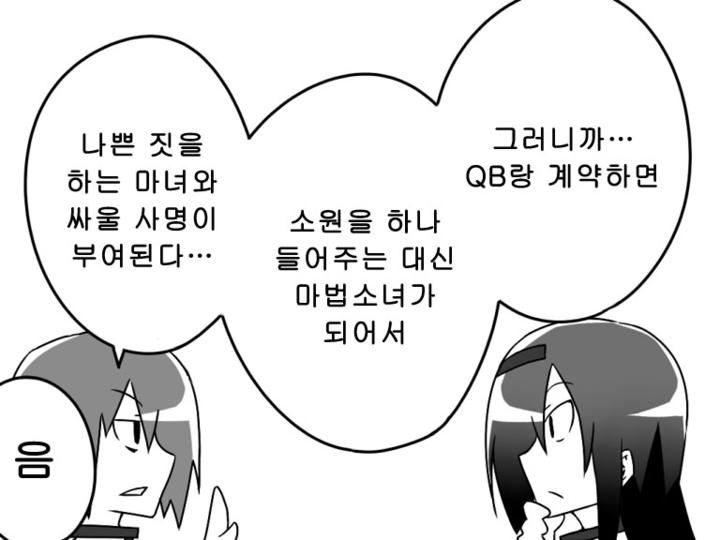 그러니까…
QB랑 계약하면
소원을 하나
들어주는 대신
마법소녀가
되어서
나쁜 짓을
하는 마녀와
싸울 사명이
부여된다…
음